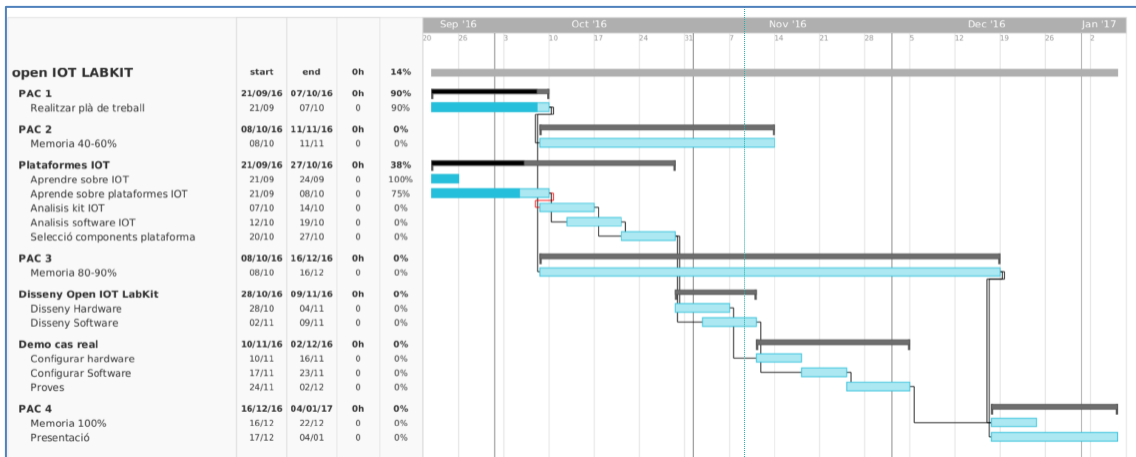 Sep '16 Oct '16 Nov '16 Dec '16 Jan '17
20 26 3 10 17 24 31 7 14 21 28 5 12 19 26 2
open IOT LABKIT start end 0h 14%
PAC 1 21/09/16 07/10/16 0h 90%
Realitzar plà de treball 21/09 07/10 0 90%
PAC 2 08/10/16 11/11/16 0h 0%
Memoria 40-60% 08/10 11/11 0 0%
Plataformes IOT 21/09/16 27/10/16 0h 38%
Aprendre sobre IOT 21/09 24/09 0 100%
Aprende sobre plataformes IOT 21/09 08/10 0 75%
Analisis kit IOT 07/10 14/10 0 0%
Analisis software IOT 12/10 19/10 0 0%
Selecció components plataforma 20/10 27/10 0 0%
PAC 3 08/10/16 16/12/16 0h 0%
Memoria 80-90% 08/10 16/12 0 0%
Disseny Open IOT LabKit 28/10/16 09/11/16 0h 0%
Disseny Hardware 28/10 04/11 0 0%
Disseny Software 02/11 09/11 0 0%
Demo cas real 10/11/16 02/12/16 0h 0%
Configurar hardware 10/11 16/11 0 0%
Configurar Software 17/11 23/11 0 0%
Proves 24/11 02/12 0 0%
PAC 4 16/12/16 04/01/17 0h 0%
Memoria 100% 16/12 22/12 0 0%
Presentació 17/12 04/01 0 0%